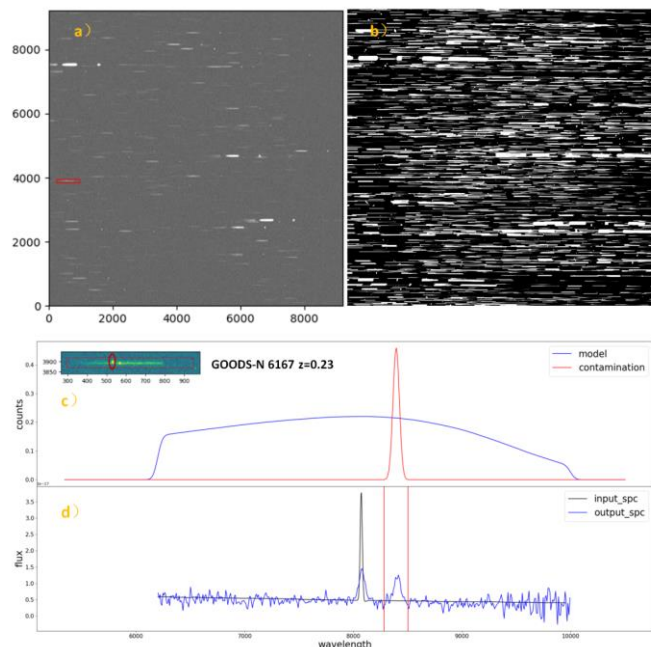 a）
b）
8000
6000
4000
2000
0
0 2000 4000 6000 8000
GOODS-N 6167 z=0.23
3900
3850
300 400 500 600 700 800 900
model
contamination
c）
counts
0.4
0.3
0.2
0.1
0.0
d）
input_spc
output_spc
flux
3.5
3.0
2.5
2.0
1.5
1.0
0.5
0.0
6000 7000 8000 9000 10000
wavelength